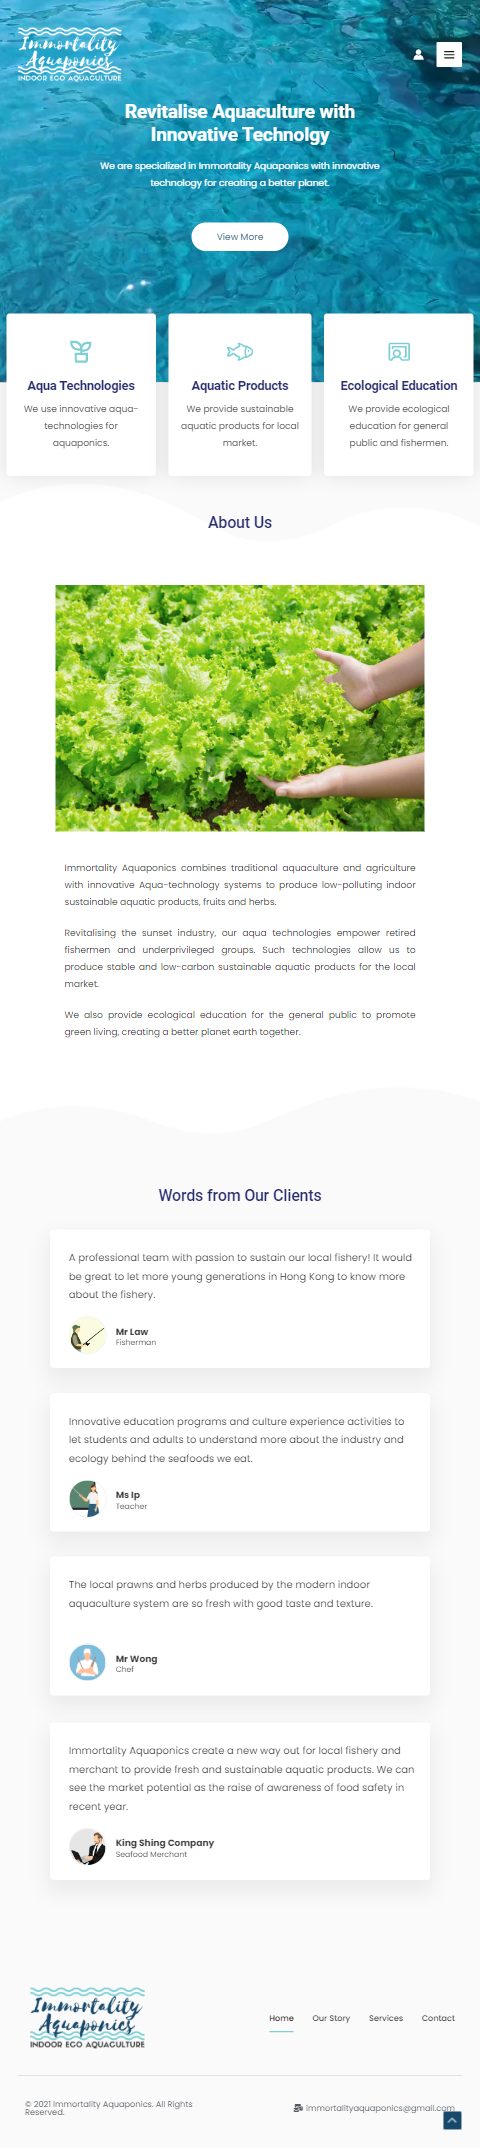 Immortality
Aquaponics
INDOOR ECO AQUACULTURE
Revitalise Aquaculture with
Innovative Technolgy
We are specialized in Immortality Aquaponics with innovative
technology for creating a better planet.
View More
Aqua Technologies
We use innovative aqua-
technologies for
aquaponics.
Aquatic Products
We provide sustainable
aquatic products for local
market.
Ecological Education
We provide ecological
education for general
public and fishermen.
About Us
Immortality Aquaponics combines traditional aquaculture and agriculture
with innovative Aqua-technology systems to produce low-polluting indoor
sustainable aquatic products, fruits and herbs.
Revitalising the sunset industry, our aqua technologies empower retired
fishermen and underprivileged groups. Such technologies allow us to
produce stable and low-carbon sustainable aquatic products for the local
market.
We also provide ecological education for the general public to promote
green living, creating a better planet earth together.
Words from Our Clients
A professional team with passion to sustain our local fishery! It would
be great to let more young generations in Hong Kong to know more
about the fishery.
Mr Law
Fisherman
Innovative education programs and culture experience activities to
let students and adults to understand more about the industry and
ecology behind the seafoods we eat.
Ms Ip
Teacher
The local prawns and herbs produced by the modern indoor
aquaculture system are so fresh with good taste and texture.
Mr Wong
Chef
Immortality Aquaponics create a new way out for local fishery and
merchant to provide fresh and sustainable aquatic products. We can
see the market potential as the raise of awareness of food safety in
recent year.
King Shing Company
Seafood Merchant
Immortality
Aquaponics
INDOOR ECO AQUACULTURE
Home Our Story Services Contact
© 2021 Immortality Aquaponics. All Rights
Reserved.
Immortalityaquaponics@gmail.com